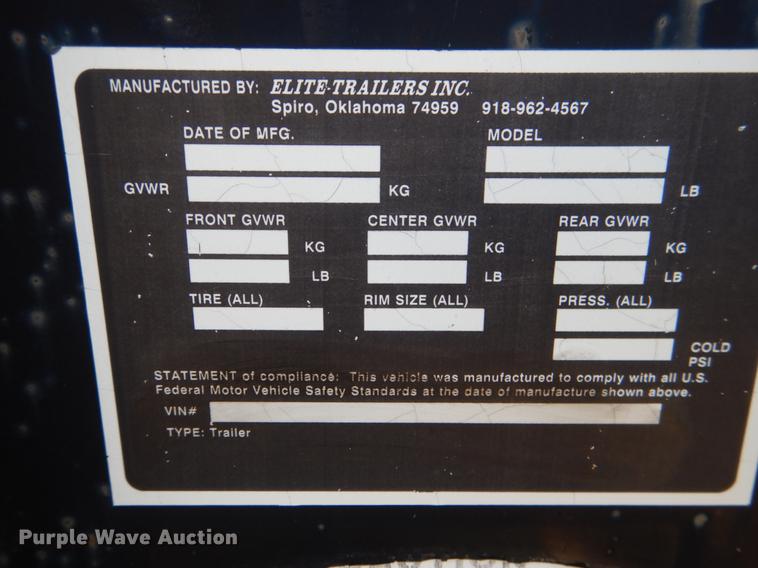 MANUFACTURED BY: ELITE-TRAILERS INC.
Spiro, Oklahoma 74959 918-962-4567
DATE OF MFG. MODEL
GVWR KG LB
FRONT GVWR CENTER GVWR REAR GVWR
KG KG KG
LB LB LB
TIRE (ALL) RIM SIZE (ALL) PRESS. (ALL)
COLD
PSI
STATEMENT of compliance: This vehicle was manufactured to comply with all U.S.
Federal Motor Vehicle Safety Standards at the date of manufacture shown above.
VIN#
TYPE: Trailer
Purple Wave Auction